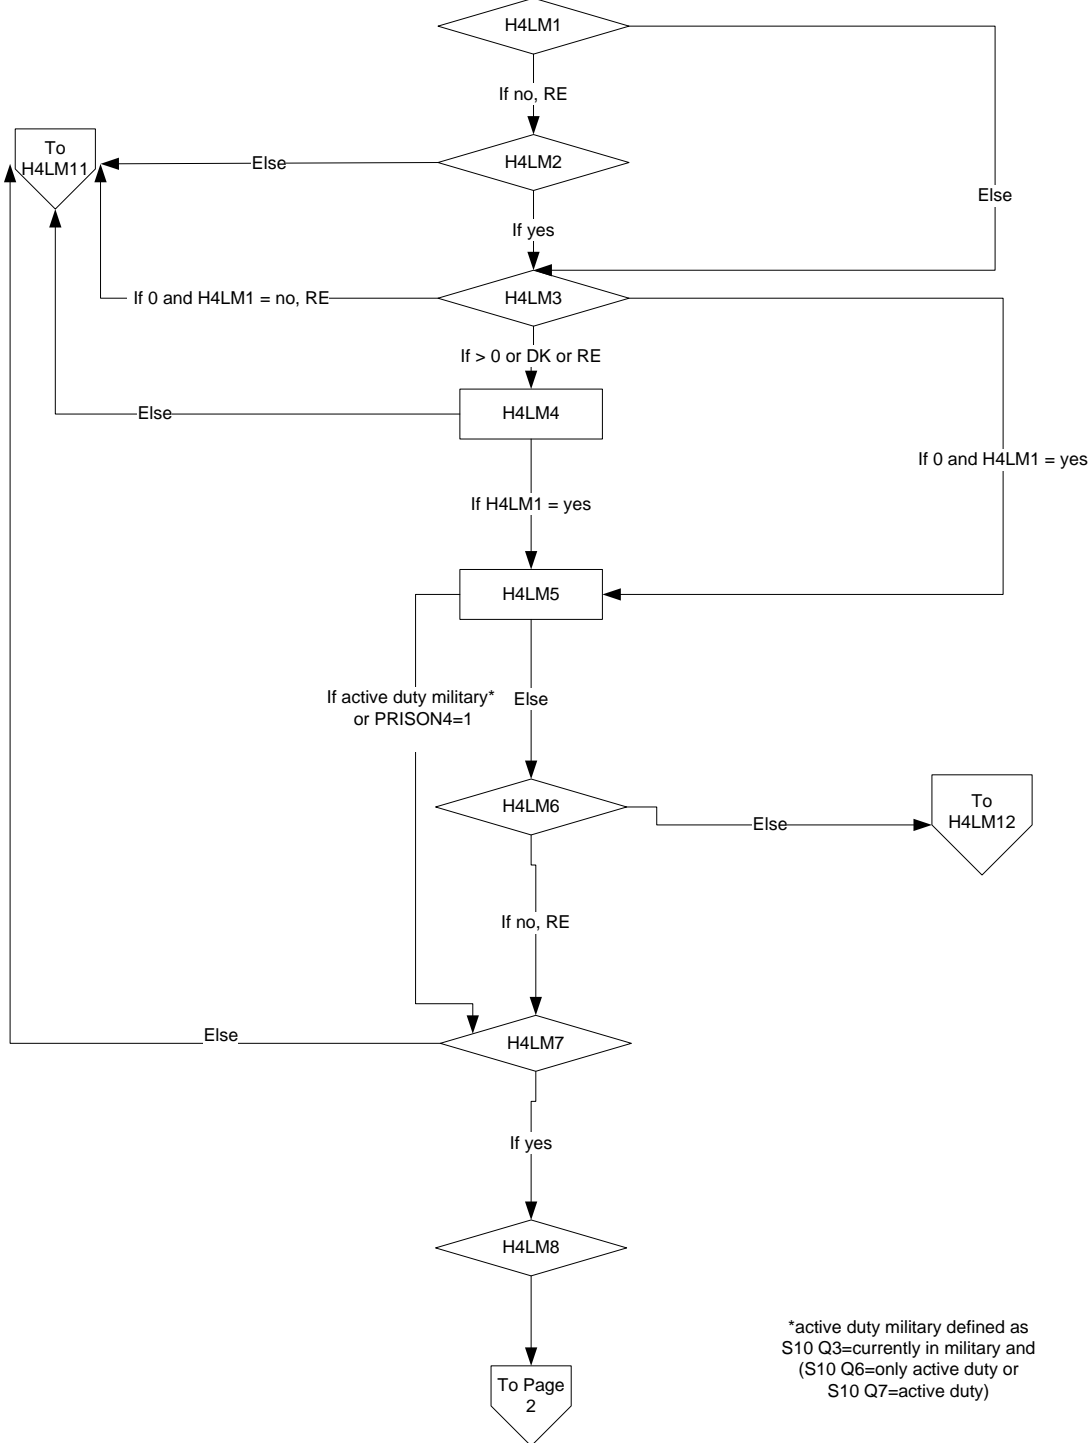 H4LM1
If no, RE
To
H4LM11
Else
H4LM2
Else
If yes
If 0 and H4LM1 = no, RE
H4LM3
If > 0 or DK or RE
Else
H4LM4
If 0 and H4LM1 = yes
If H4LM1 = yes
H4LM5
If active duty military*
or PRISON4=1
Else
H4LM6
Else
To
H4LM12
If no, RE
Else
H4LM7
If yes
H4LM8
*active duty military defined as
S10 Q3=currently in military and
(S10 Q6=only active duty or
S10 Q7=active duty)
To Page
2